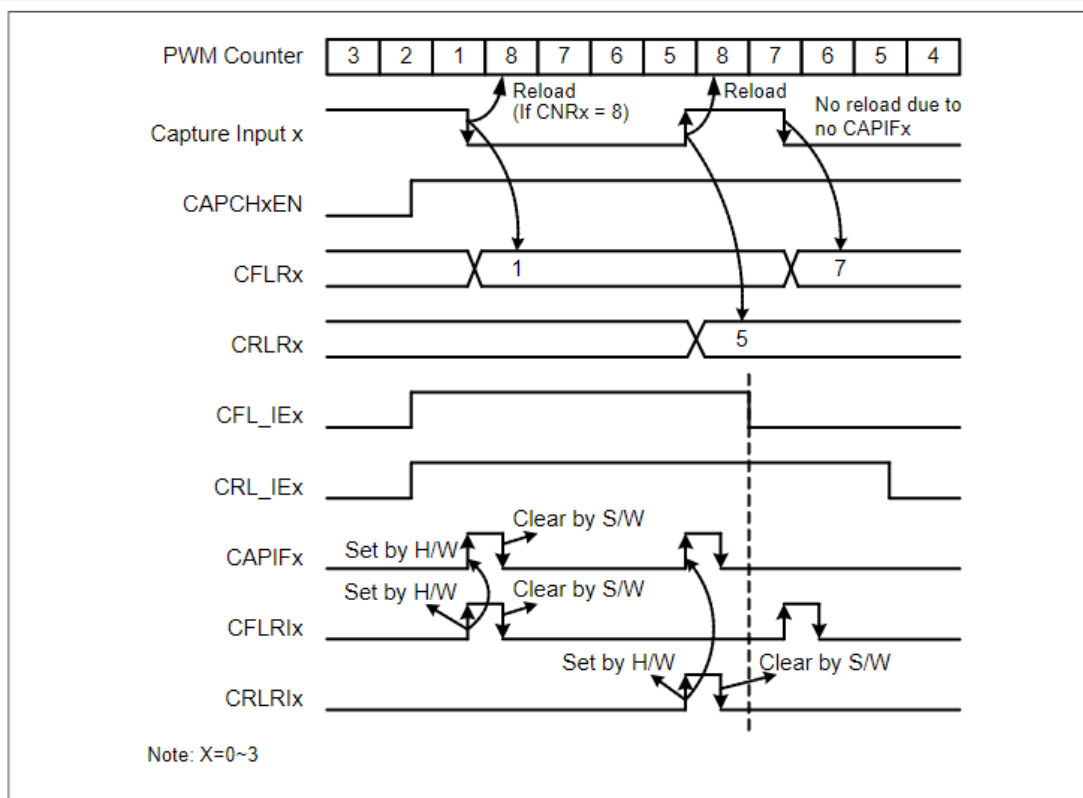 PWM Counter 3 2 1 8 7 6 5 8 7 6 5 4
Reload
(If CNRx = 8)
Reload
No reload due to
no CAPIFx
Capture Input x
CAPCHxEN
CFLRx 1 7
CRLRx 5
CFL_IEx
CRL_IEx
Clear by S/W
Set by H/W
CAPIFx
Set by H/W
Clear by S/W
CFLRIx
Set by H/W
Clear by S/W
CRLRIx
Note: X=0~3